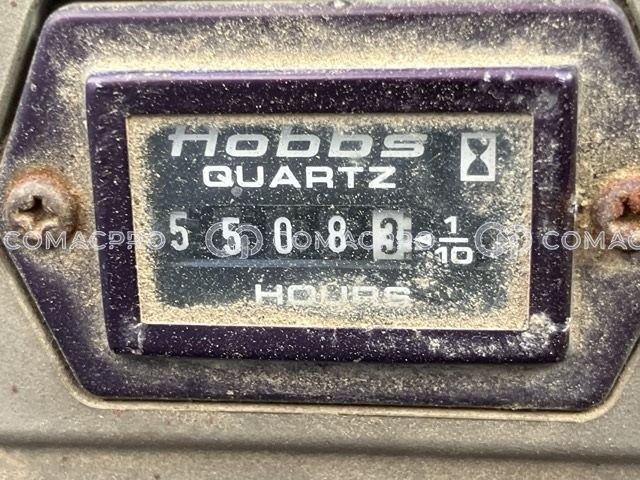 Hobbs
QUARTZ
5 5 0 8 3 1/10
COMACPRO COMACPRO COMACPRO
HOURS